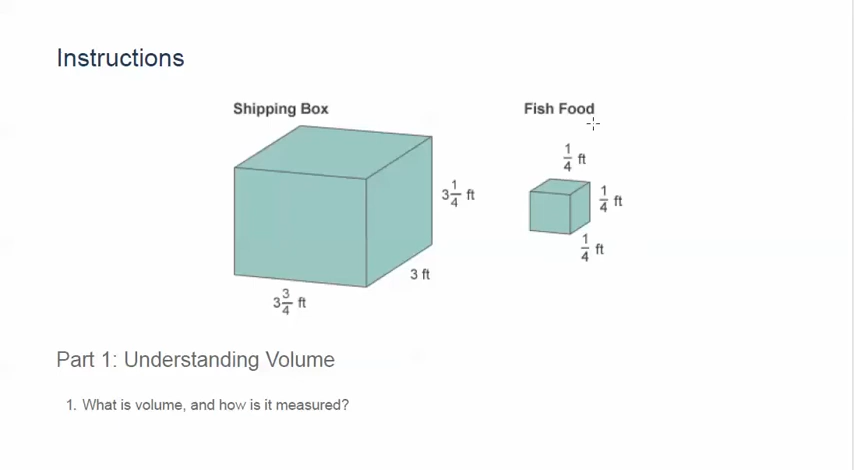 Instructions
Shipping Box
Fish Food
1/4 ft
3 1/4 ft
1/4 ft
1/4 ft
3 ft
3 3/4 ft
Part 1: Understanding Volume
1. What is volume, and how is it measured?